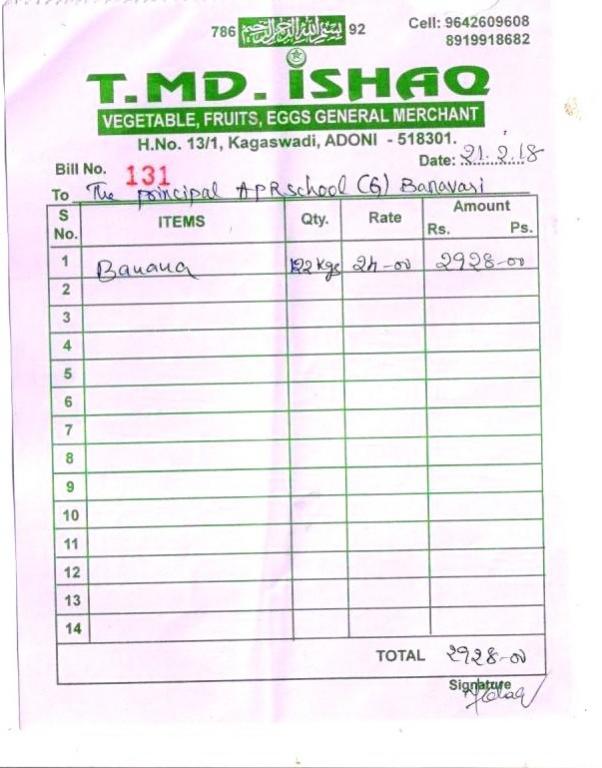 786 بسم الله الرحمن الرحيم 92
Cell: 9642609608
8919918682
T.MD. ISHAQ
VEGETABLE, FRUITS, EGGS GENERAL MERCHANT
H.No. 13/1, Kagaswadi, ADONI - 518301.
Bill No. 131 Date: 21.2.18
To The principal APRschool (G) Banavasi
S No. ITEMS Qty. Rate Amount Rs. Ps.
1 Banana 122 kgs 24-00 2928-00
2
3
4
5
6
7
8
9
10
11
12
13
14
TOTAL 2928-00
Signature